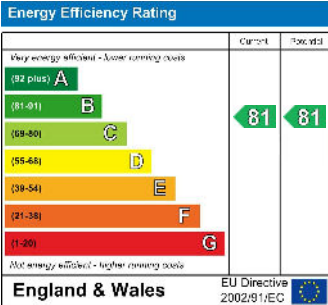 Energy Efficiency Rating
Current Potential
Very energy efficient - lower running costs
(92 plus) A
(81-91) B
81 81
(69-80) C
(55-68) D
(39-54) E
(21-38) F
(1-20) G
Not energy efficient - higher running costs
England & Wales
EU Directive
2002/91/EC